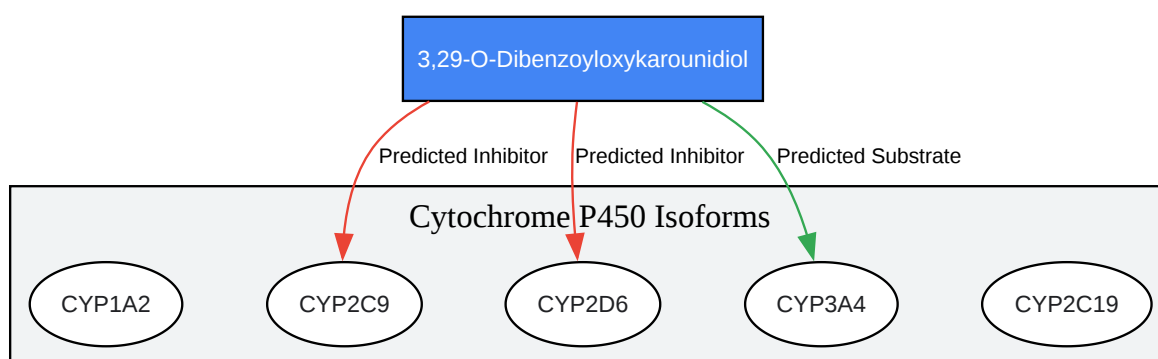 3,29-O-Dibenzoyloxykarounidiol
Predicted Inhibitor
Predicted Inhibitor
Predicted Substrate
Cytochrome P450 Isoforms
CYP1A2
CYP2C9
CYP2D6
CYP3A4
CYP2C19